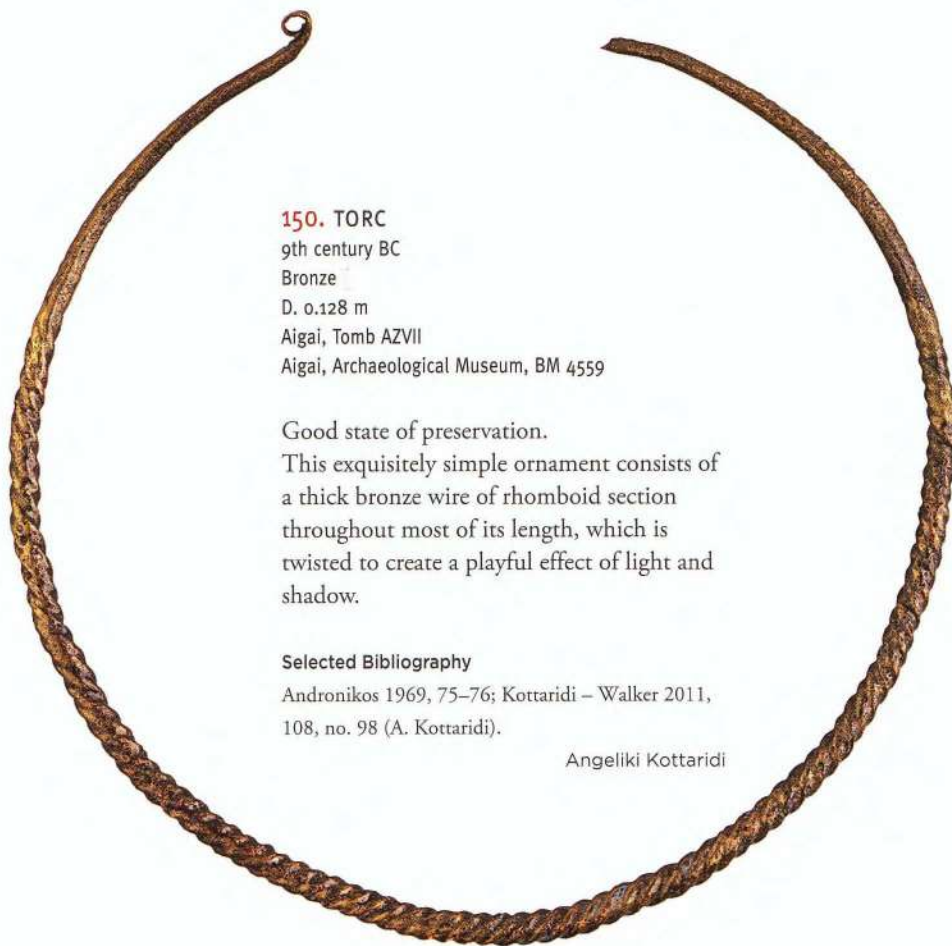 150. TORC
9th century BC
Bronze
D. 0.128 m
Aigai, Tomb AZVII
Aigai, Archaeological Museum, BM 4559
Good state of preservation.
This exquisitely simple ornament consists of
a thick bronze wire of rhomboid section
throughout most of its length, which is
twisted to create a playful effect of light and
shadow.
Selected Bibliography
Andronikos 1969, 75–76; Kottaridi – Walker 2011,
108, no. 98 (A. Kottaridi).
Angeliki Kottaridi